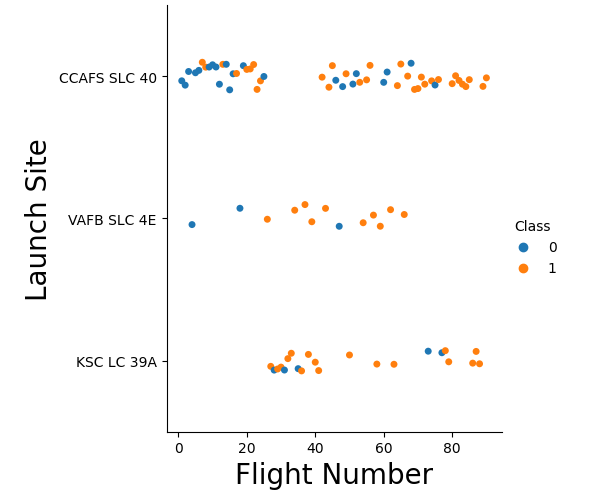 CCAFS SLC 40
VAFB SLC 4E
KSC LC 39A
Launch Site
0 20 40 60 80
Flight Number
Class
0
1